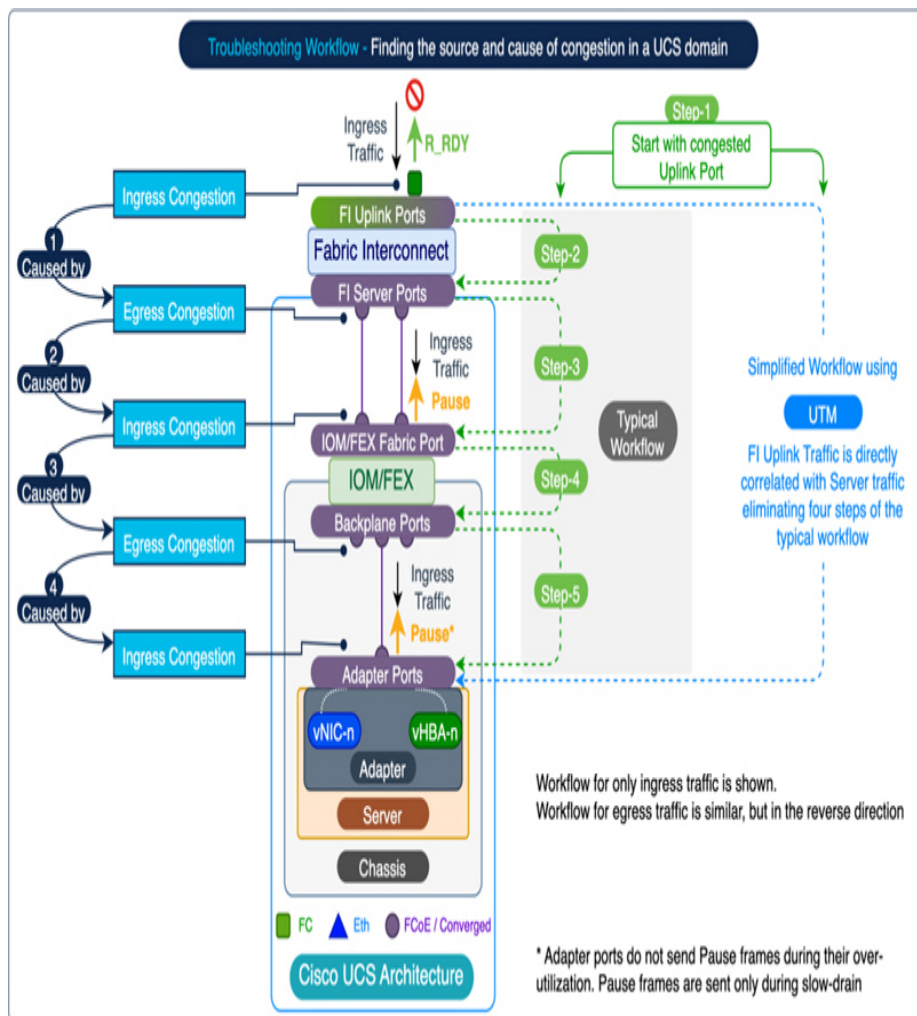 Troubleshooting Workflow - Finding the source and cause of congestion in a UCS domain
Ingress
Traffic
R_RDY
Step-1
Start with congested
Uplink Port
Ingress Congestion
FI Uplink Ports
1
Caused by
Fabric Interconnect
Step-2
FI Server Ports
Egress Congestion
2
Caused by
Ingress
Traffic
Pause
Step-3
Ingress Congestion
IOM/FEX Fabric Port
Typical
Workflow
Simplified Workflow using
UTM
FI Uplink Traffic is directly
correlated with Server traffic
eliminating four steps of the
typical workflow
3
Caused by
IOM/FEX
Step-4
Backplane Ports
Egress Congestion
4
Caused by
Ingress
Traffic
Pause*
Step-5
Ingress Congestion
Adapter Ports
vNIC-n
vHBA-n
Adapter
Server
Chassis
Workflow for only ingress traffic is shown.
Workflow for egress traffic is similar, but in the reverse direction
FC
Eth
FCoE / Converged
Cisco UCS Architecture
* Adapter ports do not send Pause frames during their over-
utilization. Pause frames are sent only during slow-drain